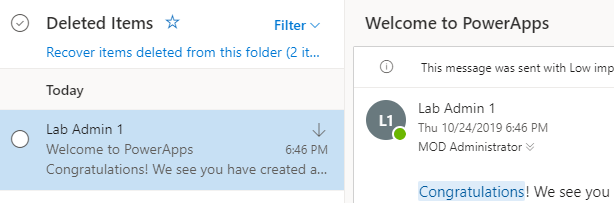 Deleted Items
Filter
Recover items deleted from this folder (2 it...
Today
Lab Admin 1
Welcome to PowerApps
6:46 PM
Congratulations! We see you have created a...
Welcome to PowerApps
This message was sent with Low imp
L1
Lab Admin 1
Thu 10/24/2019 6:46 PM
MOD Administrator
Congratulations! We see you